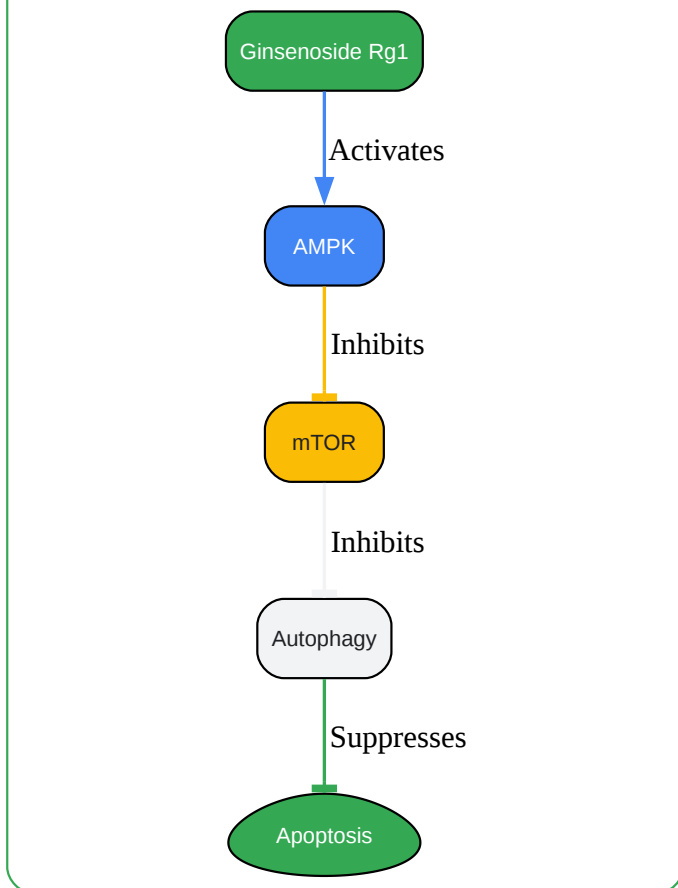 Ginsenoside Rg1
Activates
AMPK
Inhibits
mTOR
Inhibits
Autophagy
Suppresses
Apoptosis